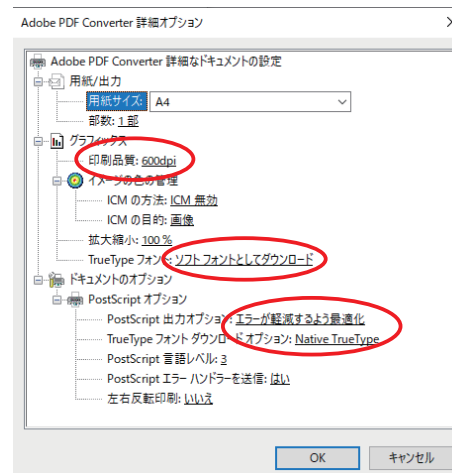 Adobe PDF Converter 詳細オプション
Adobe PDF Converter 詳細なドキュメントの設定
用紙/出力
用紙サイズ: A4
部数: 1 部
グラフィックス
印刷品質: 600dpi
イメージの色の管理
ICM の方法: ICM 無効
ICM の目的: 画像
拡大縮小: 100 %
TrueType フォント: ソフト フォントとしてダウンロード
ドキュメントのオプション
PostScript オプション
PostScript 出力オプション: エラーが軽減するよう最適化
TrueType フォント ダウンロード オプション: Native TrueType
PostScript 言語レベル: 3
PostScript エラー ハンドラーを送信: はい
左右反転印刷: いいえ
OK キャンセル